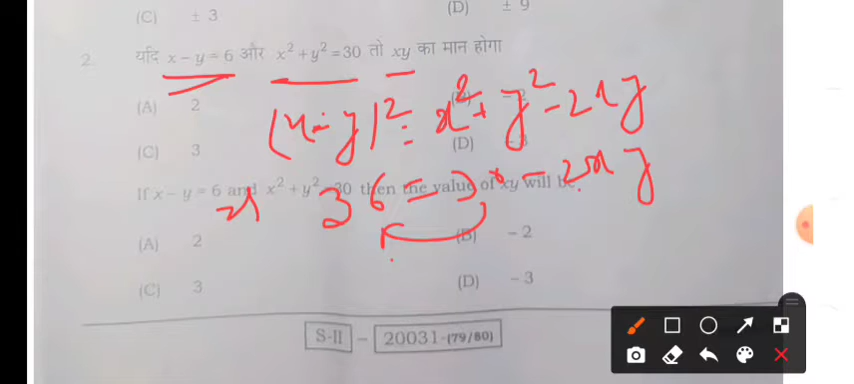 (C) ± 3 (D) ± 9
2. यदि x – y = 6 और x² + y² = 30 तो xy का मान होगा
(A) 2
(x - y)² = x² + y² - 2xy
(C) 3 (D)
If x – y = 6 and x² + y² 30 then the value of xy will be
36 = 30 - 2xy
(A) 2 (B) – 2
(C) 3 (D) – 3
S-II – 20031-(79/80)